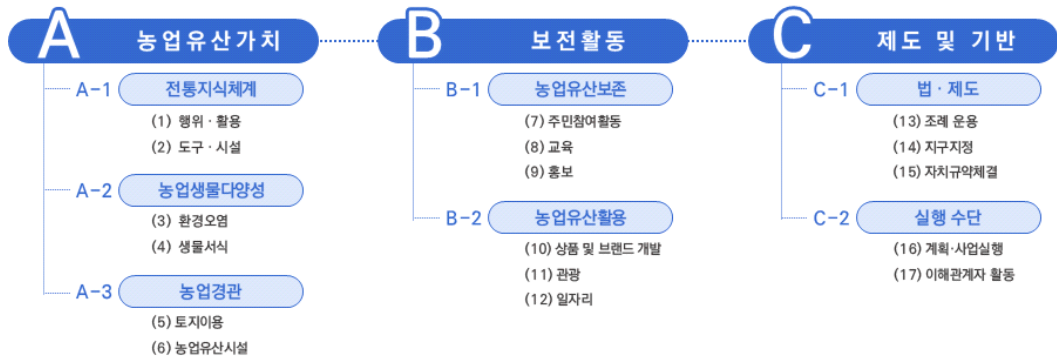 A 농업유산가치
A-1 전통지식체계
(1) 행위 · 활용
(2) 도구 · 시설
A-2 농업생물다양성
(3) 환경오염
(4) 생물서식
A-3 농업경관
(5) 토지이용
(6) 농업유산시설
B 보전활동
B-1 농업유산보존
(7) 주민참여활동
(8) 교육
(9) 홍보
B-2 농업유산활용
(10) 상품 및 브랜드 개발
(11) 관광
(12) 일자리
C 제도 및 기반
C-1 법 · 제도
(13) 조례 운용
(14) 지구지정
(15) 자치규약체결
C-2 실행 수단
(16) 계획·사업실행
(17) 이해관계자 활동